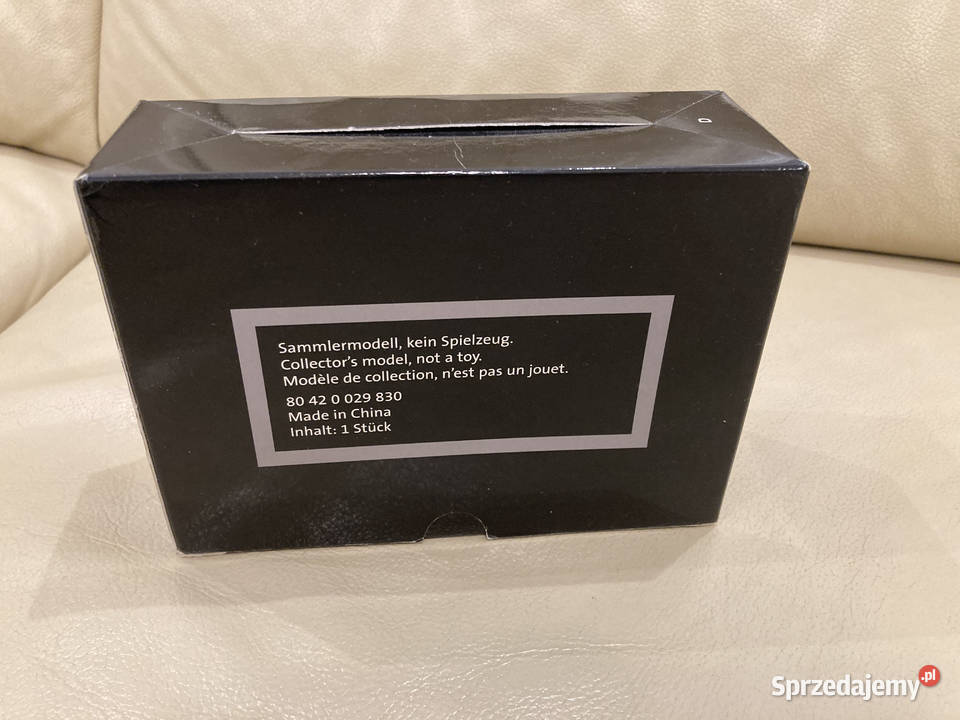 0
Sammlermodell, kein Spielzeug.
Collector's model, not a toy.
Modèle de collection, n'est pas un jouet.
80 42 0 029 830
Made in China
Inhalt: 1 Stück
Sprzedajemy.pl